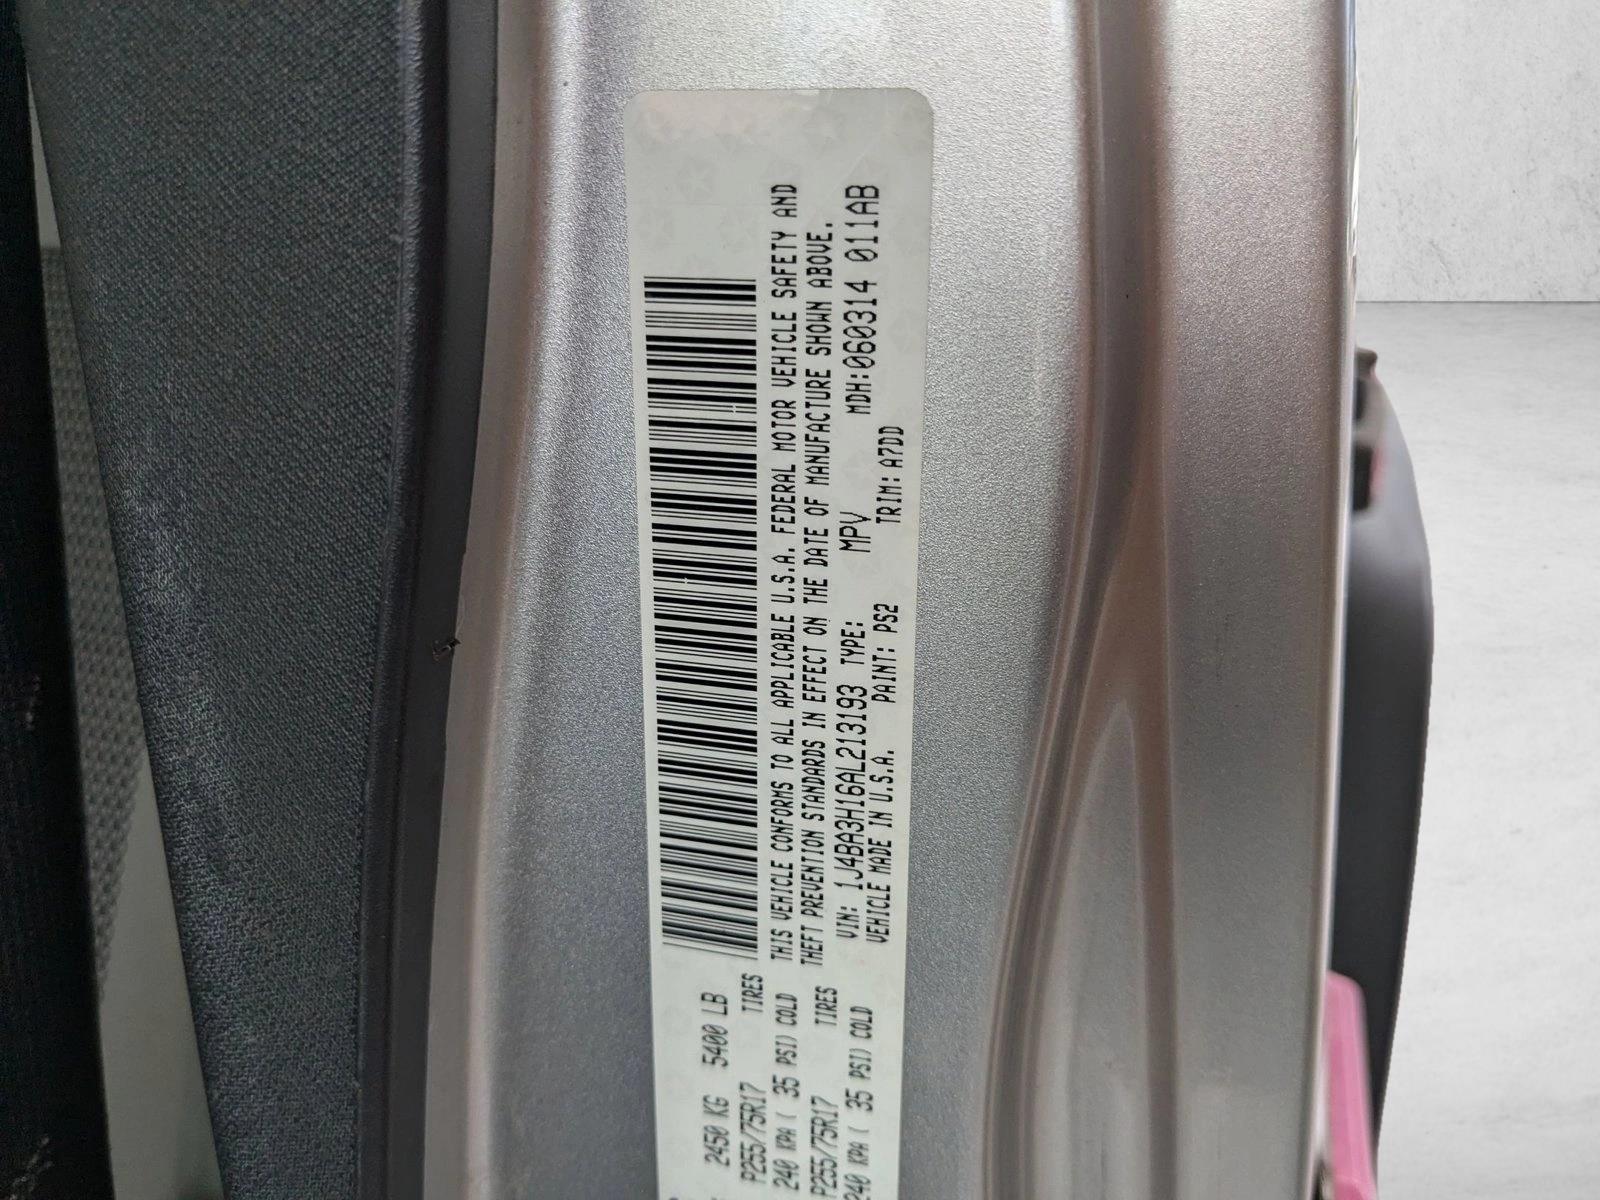 2450 KG 5400 LB
P255/75R17 TIRES
240 KPA ( 35 PSI) COLD
P255/75R17 TIRES
240 KPA ( 35 PSI) COLD
THIS VEHICLE CONFORMS TO ALL APPLICABLE U.S.A. FEDERAL MOTOR VEHICLE SAFETY AND
THEFT PREVENTION STANDARDS IN EFFECT ON THE DATE OF MANUFACTURE SHOWN ABOVE.
VIN: 1J4BA3H16AL213193 TYPE: MPV MDH:060314 011AB
VEHICLE MADE IN U.S.A. PAINT: PS2 TRIM: A7DD